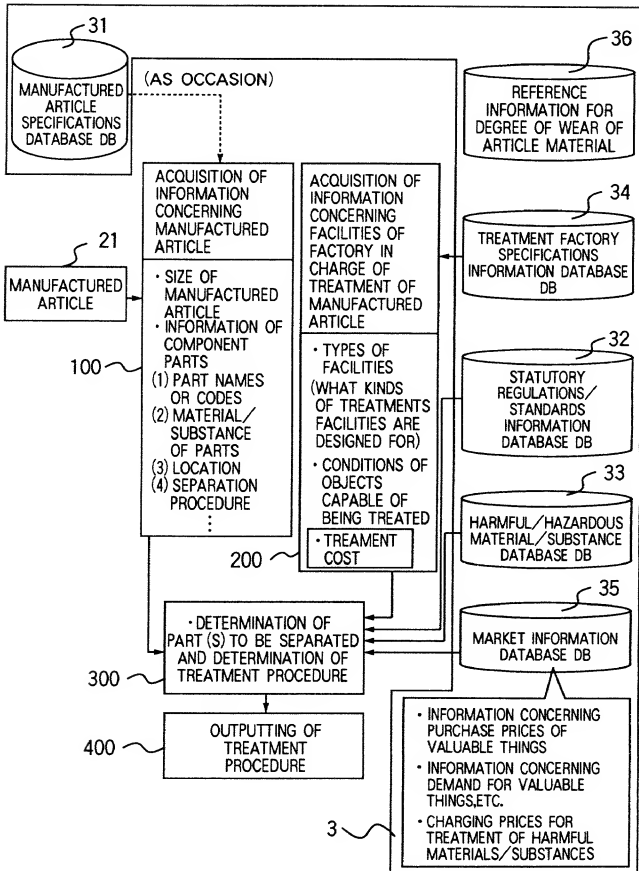 31
MANUFACTURED
ARTICLE
SPECIFICATIONS
DATABASE DB
(AS OCCASION)
36
REFERENCE
INFORMATION FOR
DEGREE OF WEAR OF
ARTICLE MATERIAL
21
MANUFACTURED
ARTICLE
ACQUISITION OF
INFORMATION
CONCERNING
MANUFACTURED
ARTICLE
· SIZE OF
MANUFACTURED
ARTICLE
· INFORMATION OF
COMPONENT
PARTS
(1) PART NAMES
OR CODES
(2) MATERIAL/
SUBSTANCE
OF PARTS
(3) LOCATION
(4) SEPARATION
PROCEDURE
⋮
100
ACQUISITION OF
INFORMATION
CONCERNING
FACILITIES OF
FACTORY IN
CHARGE OF
TREATMENT OF
MANUFACTURED
ARTICLE
· TYPES OF
FACILITIES
(WHAT KINDS
OF TREATMENTS
FACILITIES ARE
DESIGNED FOR)
· CONDITIONS OF
OBJECTS
CAPABLE OF
BEING TREATED
· TREAMENT
COST
200
34
TREATMENT FACTORY
SPECIFICATIONS
INFORMATION DATABASE
DB
32
STATUTORY
REGULATIONS/
STANDARDS
INFORMATION
DATABASE DB
33
HARMFUL/HAZARDOUS
MATERIAL/SUBSTANCE
DATABASE DB
35
MARKET INFORMATION
DATABASE DB
· DETERMINATION OF
PART(S) TO BE SEPARATED
AND DETERMINATION OF
TREATMENT PROCEDURE
300
OUTPUTTING OF
TREATMENT
PROCEDURE
400
· INFORMATION CONCERNING
PURCHASE PRICES OF
VALUABLE THINGS
· INFORMATION CONCERNING
DEMAND FOR VALUABLE
THINGS,ETC.
· CHARGING PRICES FOR
TREATMENT OF HARMFUL
MATERIALS/SUBSTANCES
3